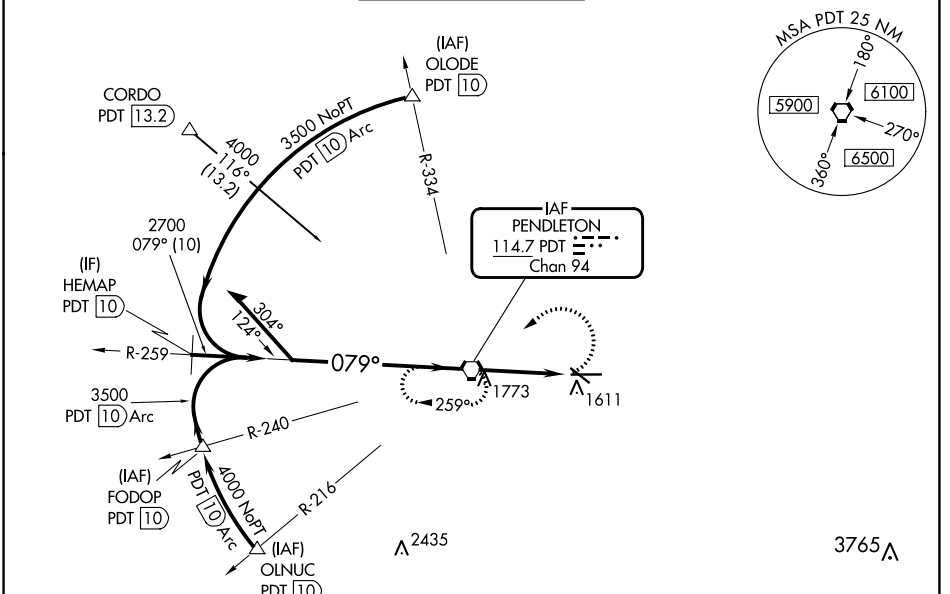 (IAF)
OLODE
PDT 10
CORDO
PDT 13.2
3500 NoPT
PDT 10 Arc
4000
116°
(13.2)
R-334
MSA PDT 25 NM
180°
5900
6100
270°
360°
6500
IAF
PENDLETON
114.7 PDT
Chan 94
2700
079° (10)
(IF)
HEMAP
PDT 10
R-259
304°
124°
079°
259°
1773
1611
3500
PDT 10 Arc
R-240
(IAF)
FODOP
PDT 10
4000 NoPT
PDT 10 Arc
R-216
(IAF)
OLNUC
PDT 10
2435
3765